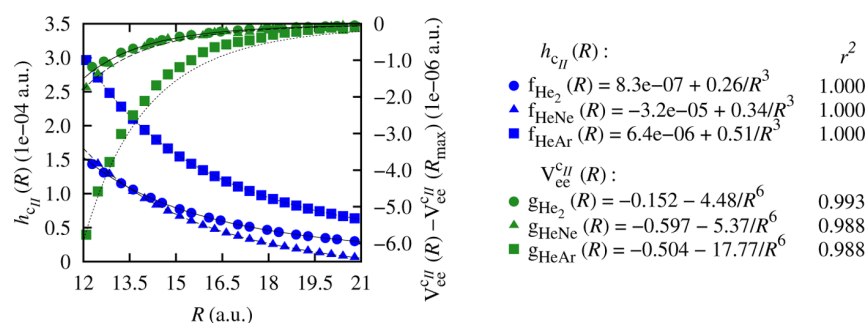 3.5
3.0
2.5
2.0
1.5
1.0
0.5
0
h_{c_{II}}(R) (1e−04 a.u.)
12 13.5 15 16.5 18 19.5 21
R (a.u.)
0
−1.0
−2.0
−3.0
−4.0
−5.0
−6.0
V_{ee}^{c_{II}}(R) −V_{ee}^{c_{II}}(R_{max}) (1e−06 a.u.)
h_{c_{II}}(R) : r^2
f_{He_2} (R) = 8.3e−07 + 0.26/R^3 1.000
f_{HeNe} (R) = −3.2e−05 + 0.34/R^3 1.000
f_{HeAr} (R) = 6.4e−06 + 0.51/R^3 1.000
V_{ee}^{c_{II}} (R) :
g_{He_2} (R) = −0.152 − 4.48/R^6 0.993
g_{HeNe} (R) = −0.597 − 5.37/R^6 0.988
g_{HeAr} (R) = −0.504 − 17.77/R^6 0.988